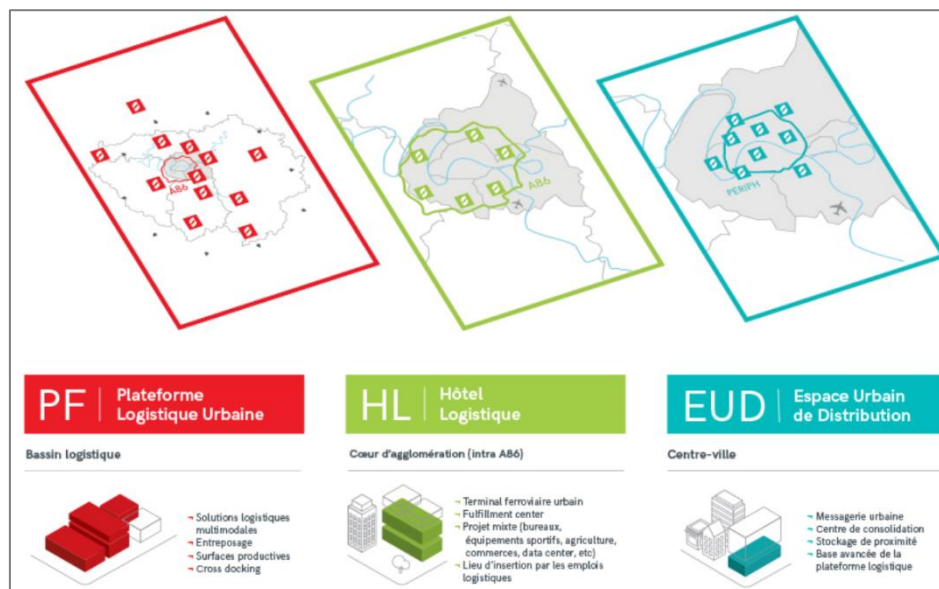 A86
A86
PERIPH
PF
Plateforme
Logistique Urbaine
HL
Hôtel
Logistique
EUD
Espace Urbain
de Distribution
Bassin logistique
Cœur d'agglomération (intra A86)
Centre-ville
Solutions logistiques
multimodales
Entreposage
Surfaces productives
Cross docking
Terminal ferroviaire urbain
Fulfillment center
Projet mixte (bureaux,
équipements sportifs, agriculture,
commerces, data center, etc)
Lieu d'insertion par les emplois
logistiques
Messagerie urbaine
Centre de consolidation
Stockage de proximité
Base avancée de la
plateforme logistique